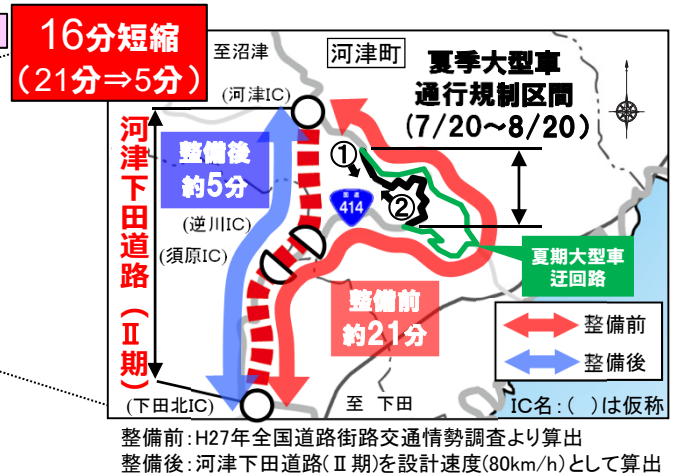 16分短縮
(21分⇒5分)
至沼津
河津町
夏季大型車
通行規制区間
(7/20~8/20)
(河津IC)
河津下田道路(Ⅱ期)
整備後
約5分
①
②
国道
414
(逆川IC)
(須原IC)
夏期大型車
迂回路
整備前
約21分
整備前
整備後
(下田北IC)
至 下田
IC名:( )は仮称
整備前:H27年全国道路街路交通情勢調査より算出
整備後:河津下田道路(Ⅱ期)を設計速度(80km/h)として算出